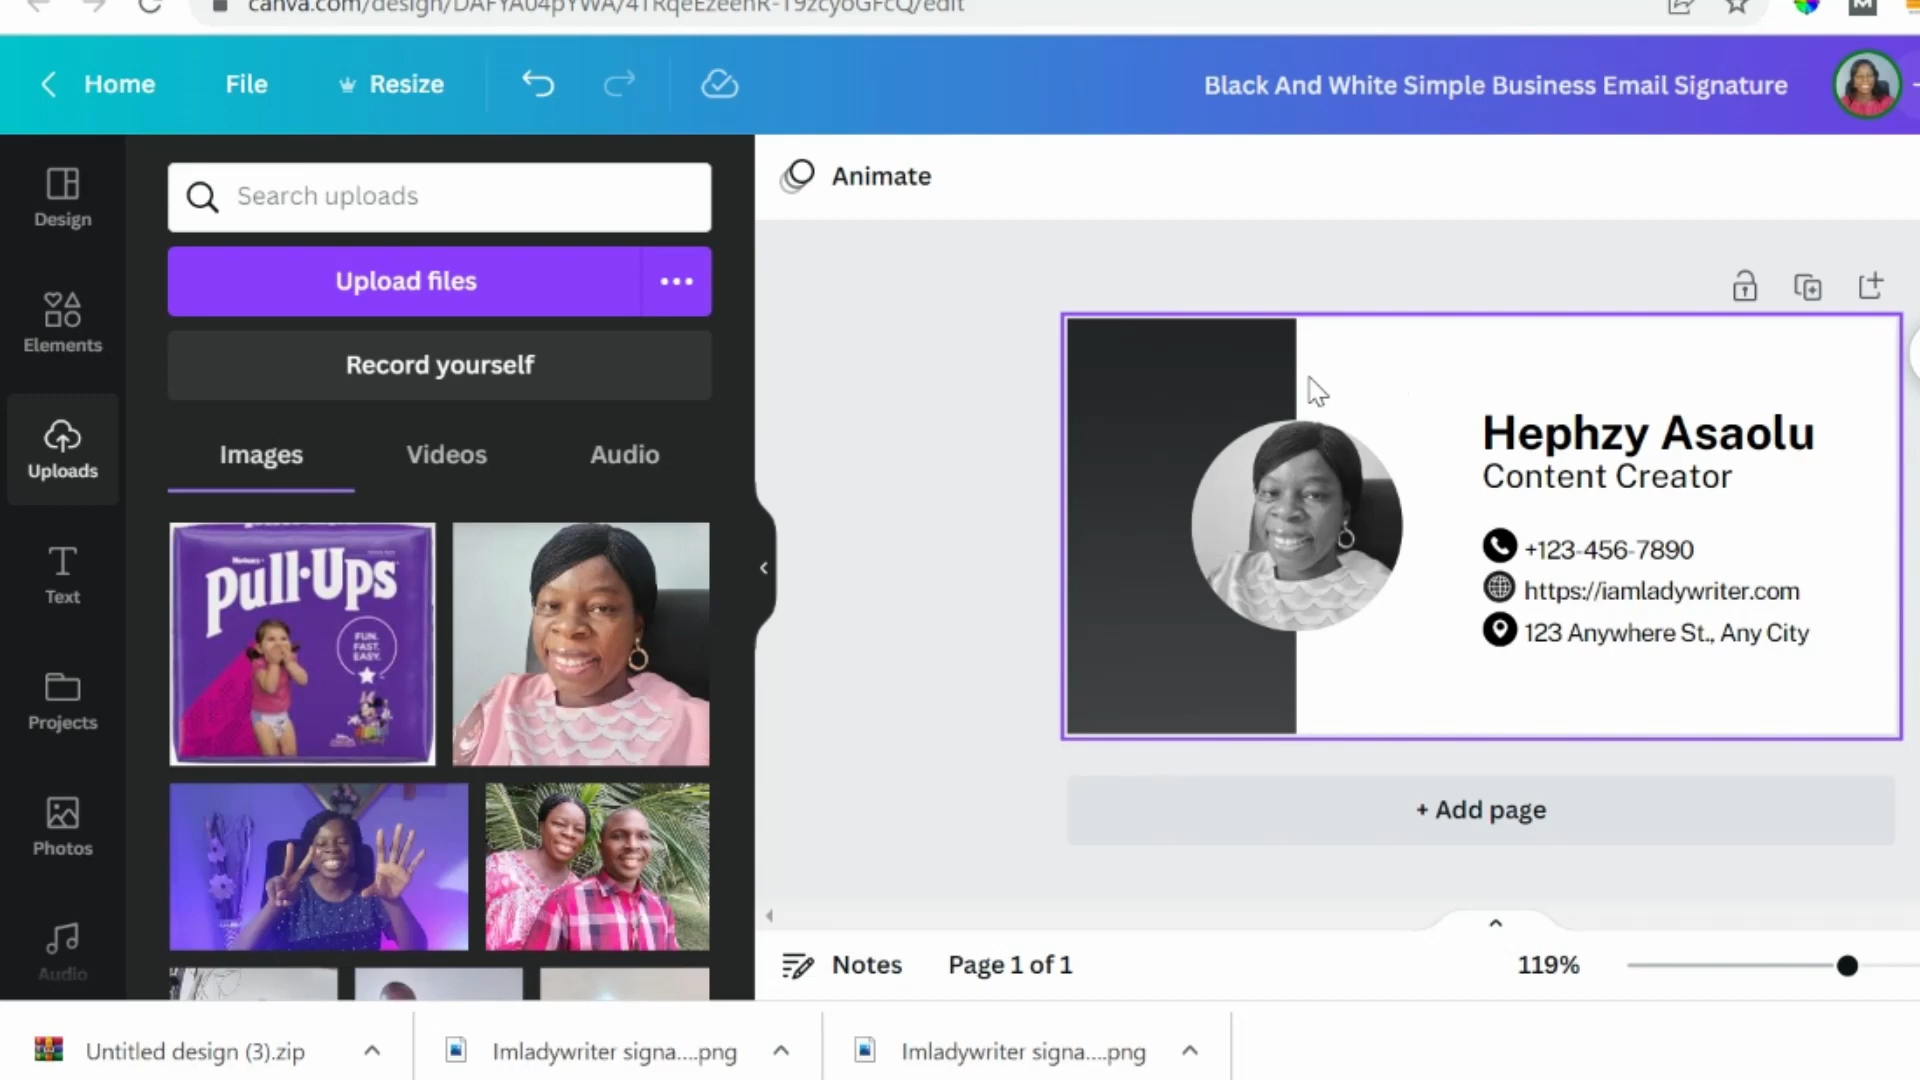 Home
File
Resize
Black And White Simple Business Email Signature
Design
Elements
Uploads
Text
Projects
Photos
Audio
Search uploads
Upload files
Record yourself
Images
Videos
Audio
Pull-Ups
FUN.
FAST.
EASY.
Animate
Hephzy Asaolu
Content Creator
+123-456-7890
https://iamladywriter.com
123 Anywhere St., Any City
+ Add page
Notes
Page 1 of 1
119%
Untitled design (3).zip
Imladywriter signa....png
Imladywriter signa....png